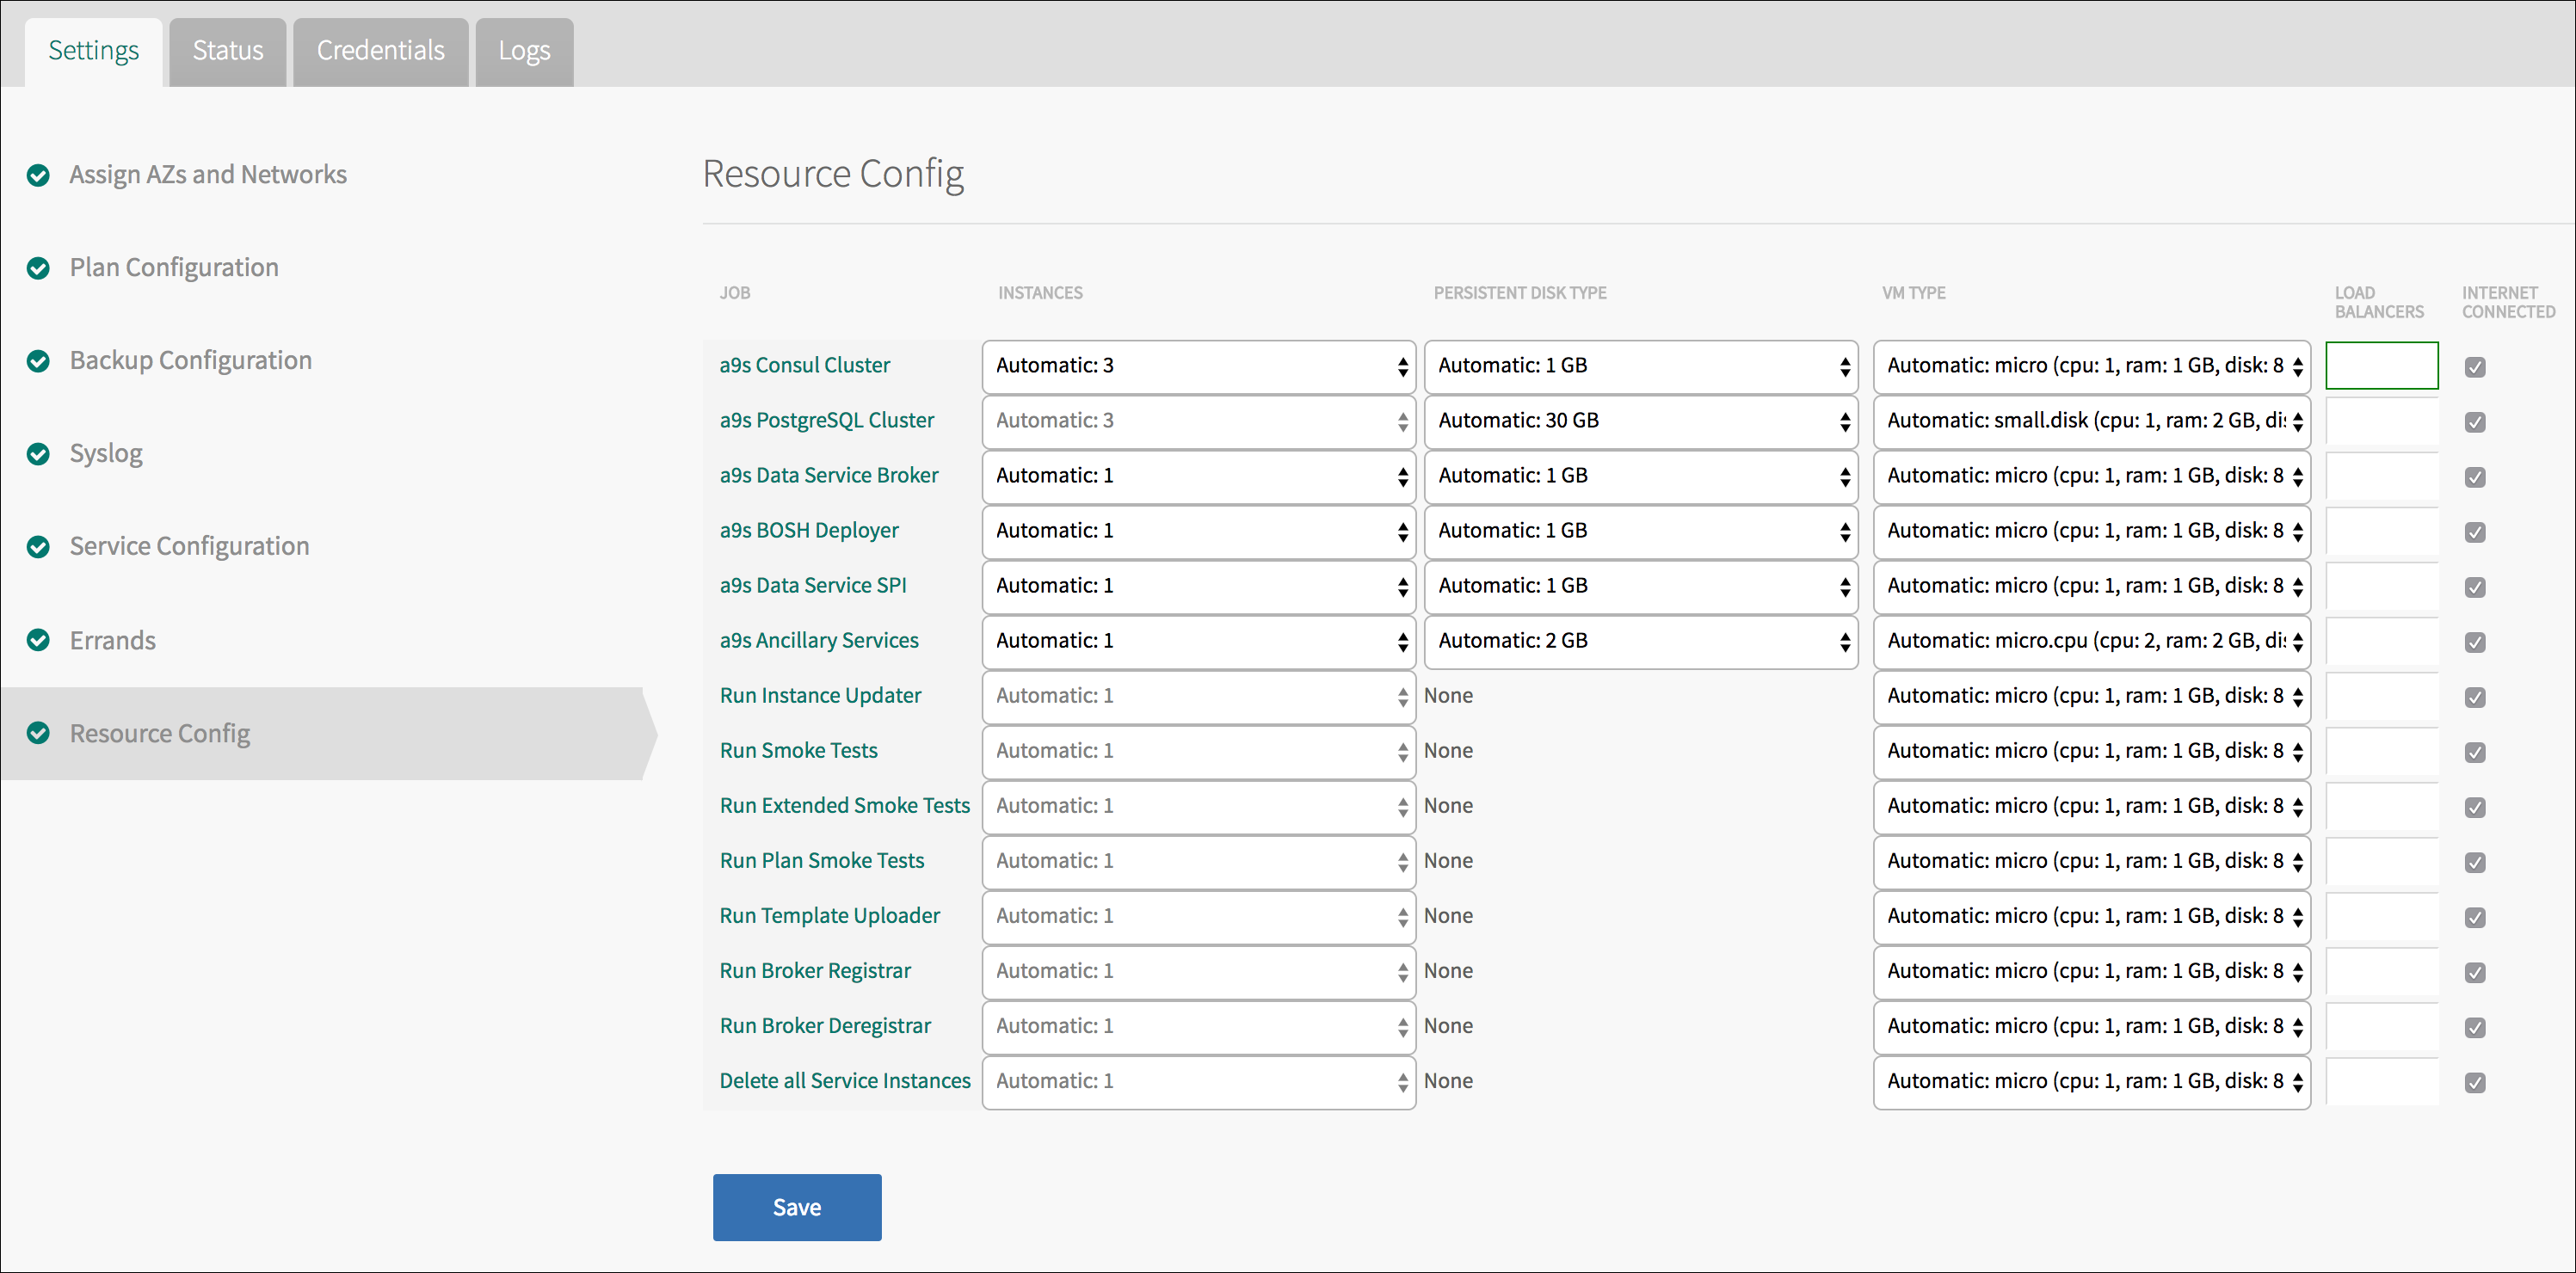 Settings Status Credentials Logs
Assign AZs and Networks
Plan Configuration
Backup Configuration
Syslog
Service Configuration
Errands
Resource Config
Resource Config
JOB INSTANCES PERSISTENT DISK TYPE VM TYPE LOAD BALANCERS INTERNET CONNECTED
a9s Consul Cluster Automatic: 3 Automatic: 1 GB Automatic: micro (cpu: 1, ram: 1 GB, disk: 8
a9s PostgreSQL Cluster Automatic: 3 Automatic: 30 GB Automatic: small.disk (cpu: 1, ram: 2 GB, di
a9s Data Service Broker Automatic: 1 Automatic: 1 GB Automatic: micro (cpu: 1, ram: 1 GB, disk: 8
a9s BOSH Deployer Automatic: 1 Automatic: 1 GB Automatic: micro (cpu: 1, ram: 1 GB, disk: 8
a9s Data Service SPI Automatic: 1 Automatic: 1 GB Automatic: micro (cpu: 1, ram: 1 GB, disk: 8
a9s Ancillary Services Automatic: 1 Automatic: 2 GB Automatic: micro.cpu (cpu: 2, ram: 2 GB, di
Run Instance Updater Automatic: 1 None Automatic: micro (cpu: 1, ram: 1 GB, disk: 8
Run Smoke Tests Automatic: 1 None Automatic: micro (cpu: 1, ram: 1 GB, disk: 8
Run Extended Smoke Tests Automatic: 1 None Automatic: micro (cpu: 1, ram: 1 GB, disk: 8
Run Plan Smoke Tests Automatic: 1 None Automatic: micro (cpu: 1, ram: 1 GB, disk: 8
Run Template Uploader Automatic: 1 None Automatic: micro (cpu: 1, ram: 1 GB, disk: 8
Run Broker Registrar Automatic: 1 None Automatic: micro (cpu: 1, ram: 1 GB, disk: 8
Run Broker Deregistrar Automatic: 1 None Automatic: micro (cpu: 1, ram: 1 GB, disk: 8
Delete all Service Instances Automatic: 1 None Automatic: micro (cpu: 1, ram: 1 GB, disk: 8
Save